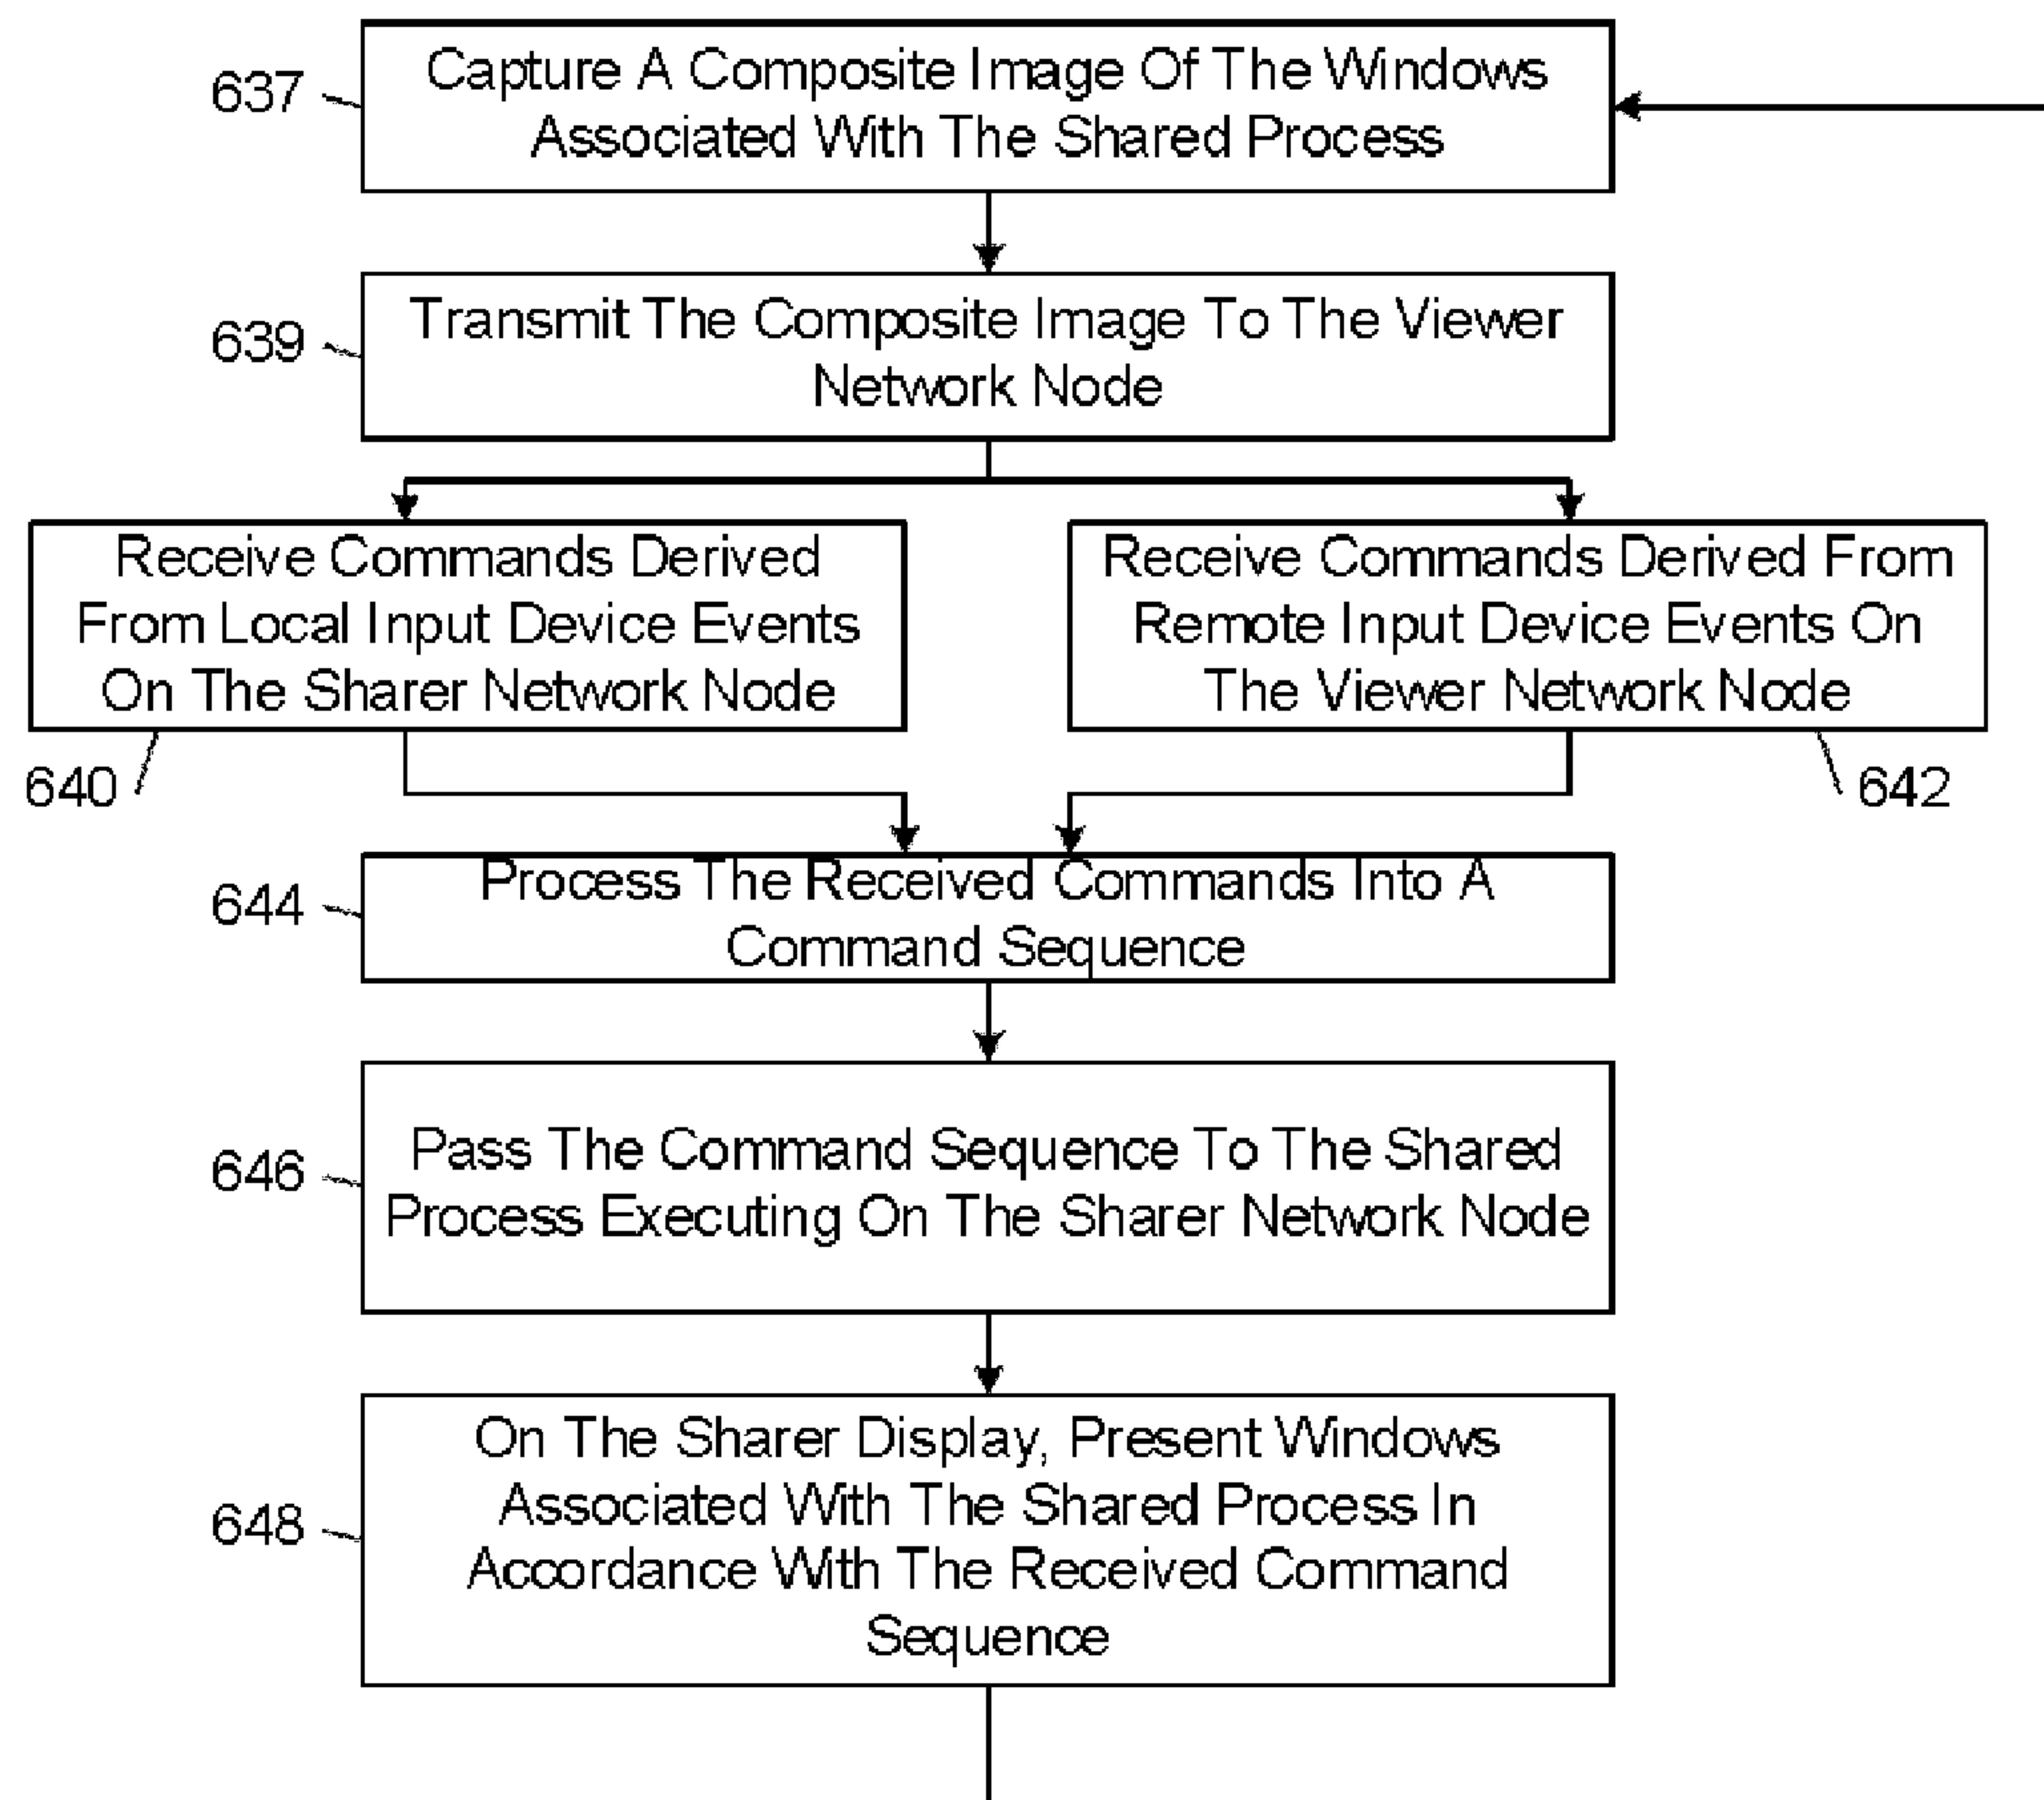 637
Capture A Composite Image Of The Windows
Associated With The Shared Process
639
Transmit The Composite Image To The Viewer
Network Node
Receive Commands Derived
From Local Input Device Events
On The Sharer Network Node
640
Receive Commands Derived From
Remote Input Device Events On
The Viewer Network Node
642
644
Process The Received Commands Into A
Command Sequence
646
Pass The Command Sequence To The Shared
Process Executing On The Sharer Network Node
648
On The Sharer Display, Present Windows
Associated With The Shared Process In
Accordance With The Received Command
Sequence